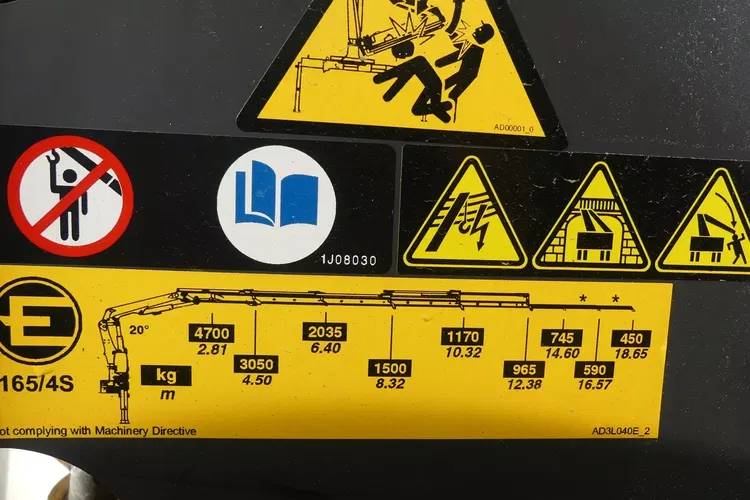 AD00001_0
1J08030
E
165/4S
20°
kg
m
4700
2.81
3050
4.50
2035
6.40
1500
8.32
1170
10.32
965
12.38
*
745
14.60
590
16.57
*
450
18.65
ot complying with Machinery Directive
AD3L040E_2